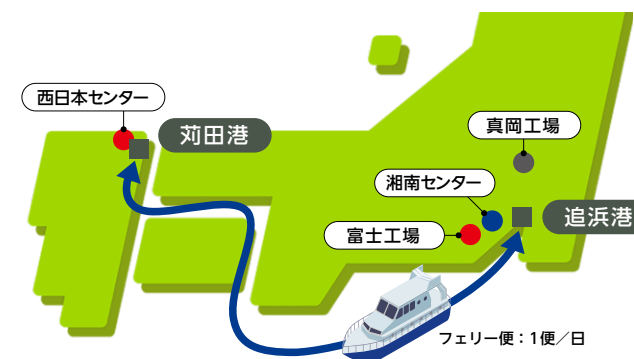 西日本センター
苅田港
真岡工場
湘南センター
富士工場
追浜港
フェリー便：1便／日